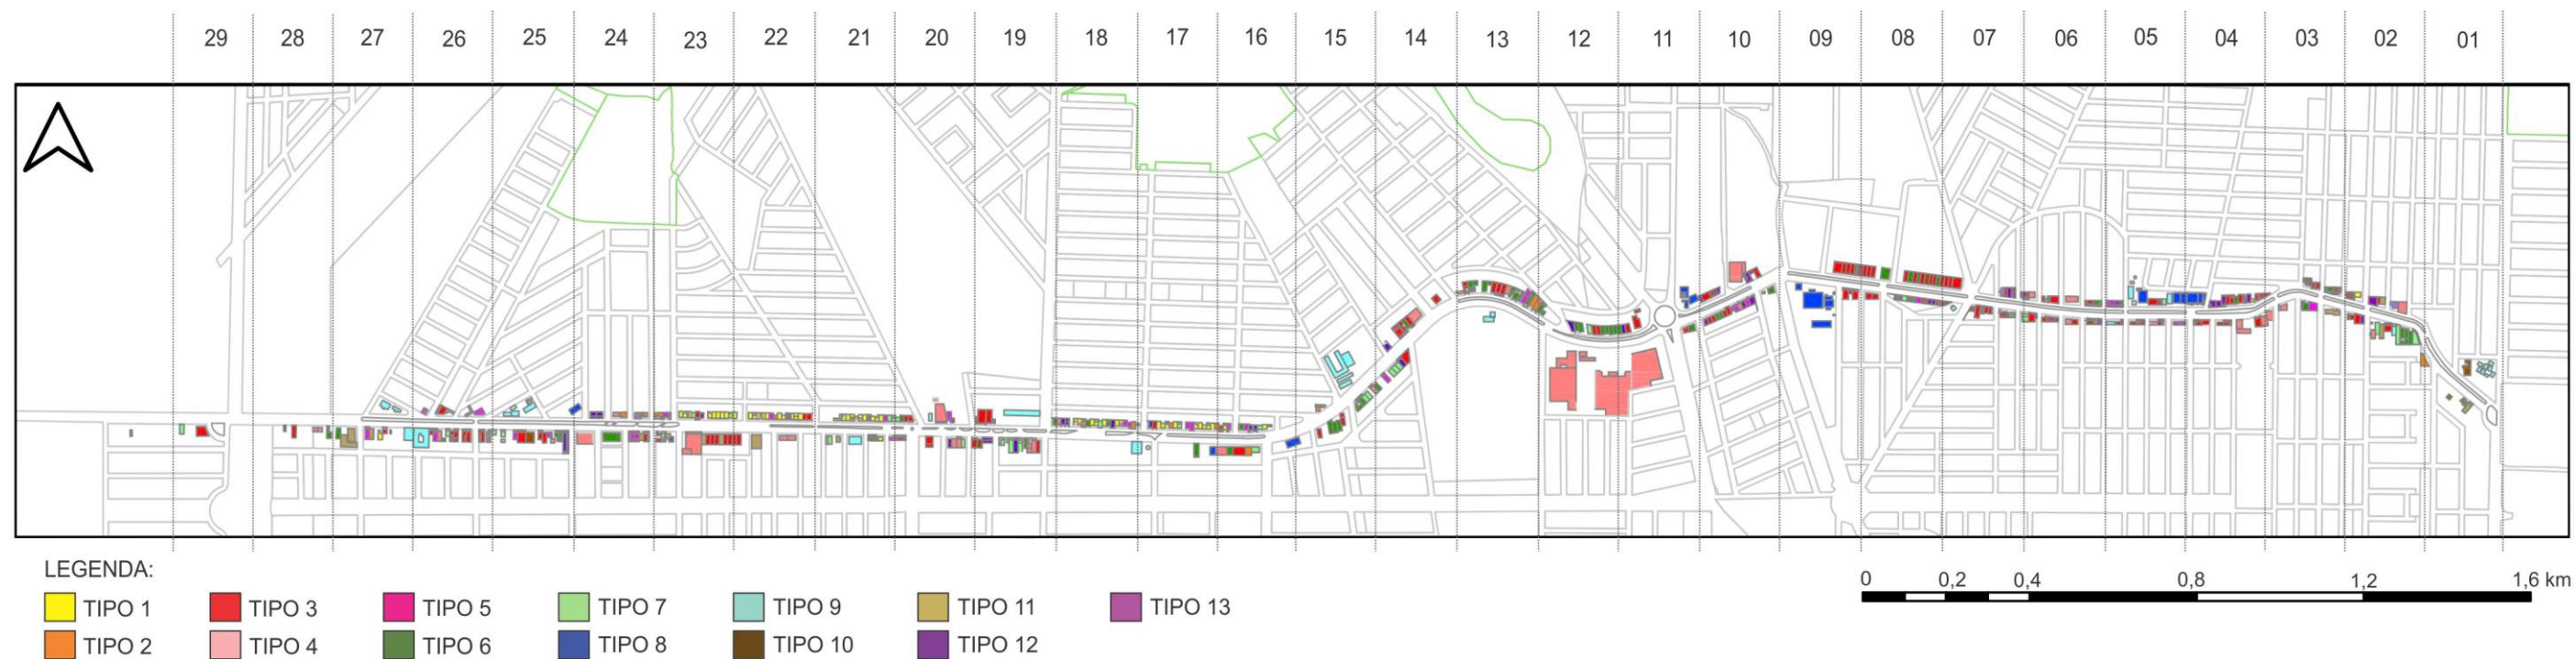 29 28 27 26 25 24 23 22 21 20 19 18 17 16 15 14 13 12 11 10 09 08 07 06 05 04 03 02 01
LEGENDA:
0 0,2 0,4 0,8 1,2 1,6 km
TIPO 1 TIPO 3 TIPO 5 TIPO 7 TIPO 9 TIPO 11 TIPO 13
TIPO 2 TIPO 4 TIPO 6 TIPO 8 TIPO 10 TIPO 12